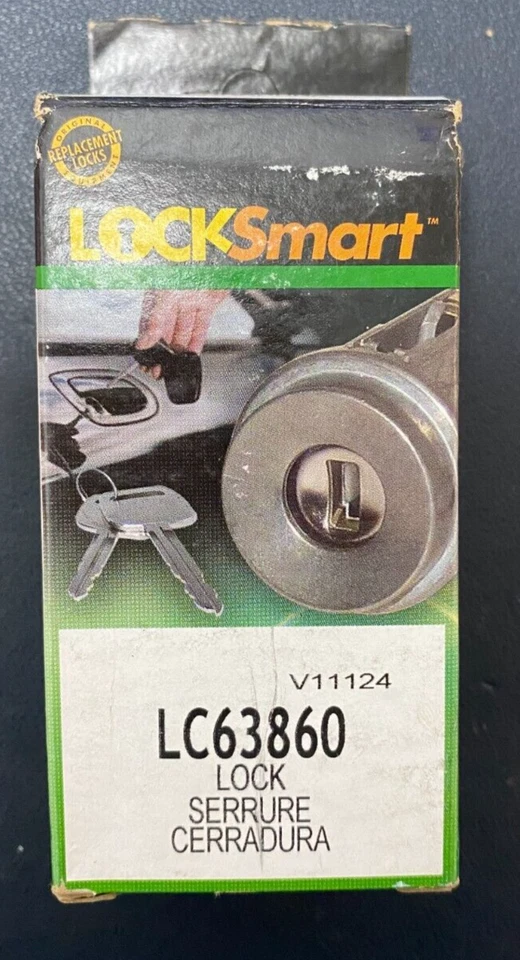 ORIGINAL
REPLACEMENT
LOCKS
EQUIPMENT
LOCKSmart™
V11124
LC63860
LOCK
SERRURE
CERRADURA